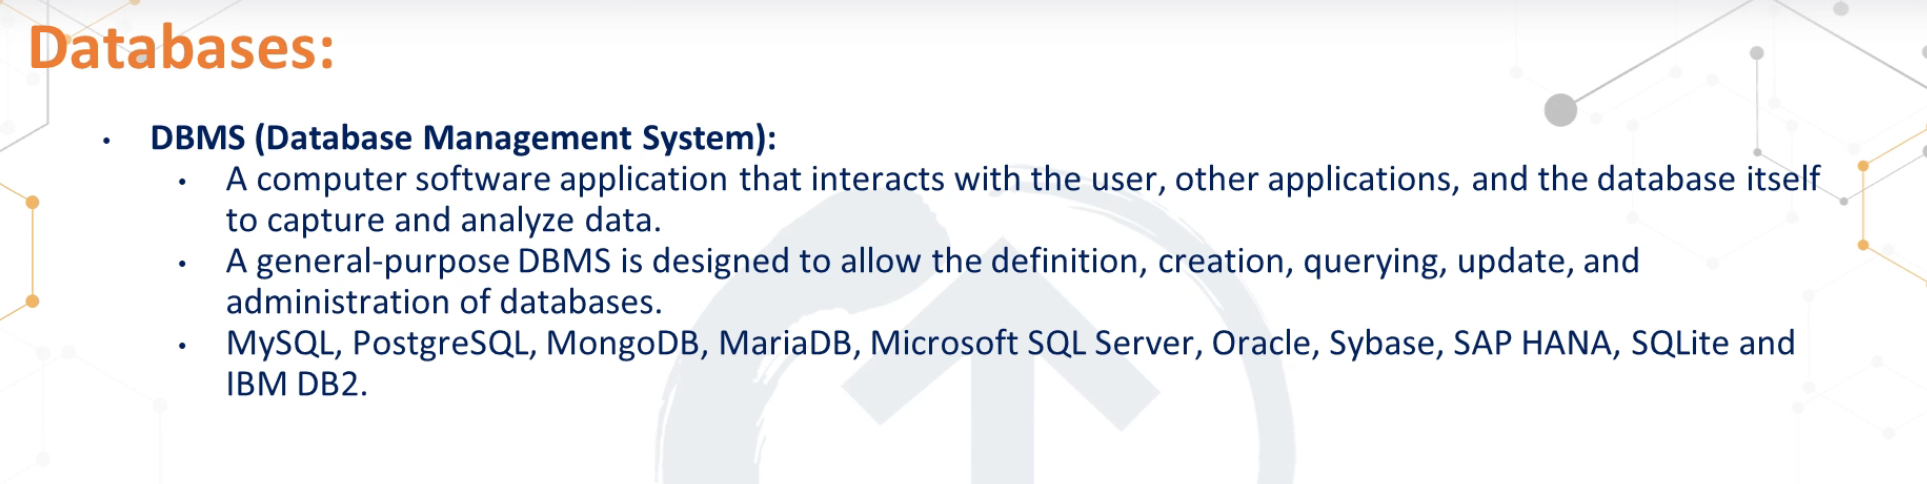 Databases:
• DBMS (Database Management System):
• A computer software application that interacts with the user, other applications, and the database itself
to capture and analyze data.
• A general-purpose DBMS is designed to allow the definition, creation, querying, update, and
administration of databases.
• MySQL, PostgreSQL, MongoDB, MariaDB, Microsoft SQL Server, Oracle, Sybase, SAP HANA, SQLite and
IBM DB2.